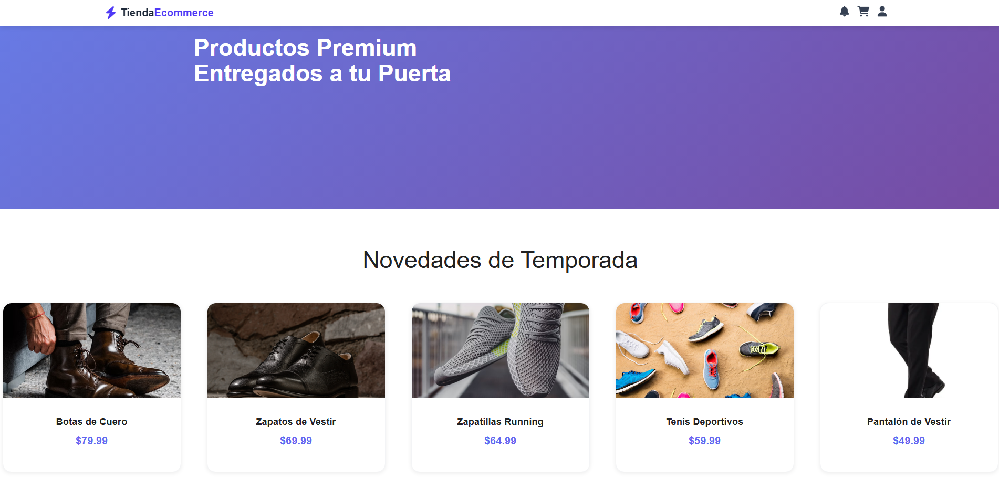 TiendaEcommerce
Productos Premium
Entregados a tu Puerta
Novedades de Temporada
Botas de Cuero
$79.99
Zapatos de Vestir
$69.99
Zapatillas Running
$64.99
Tenis Deportivos
$59.99
Pantalón de Vestir
$49.99